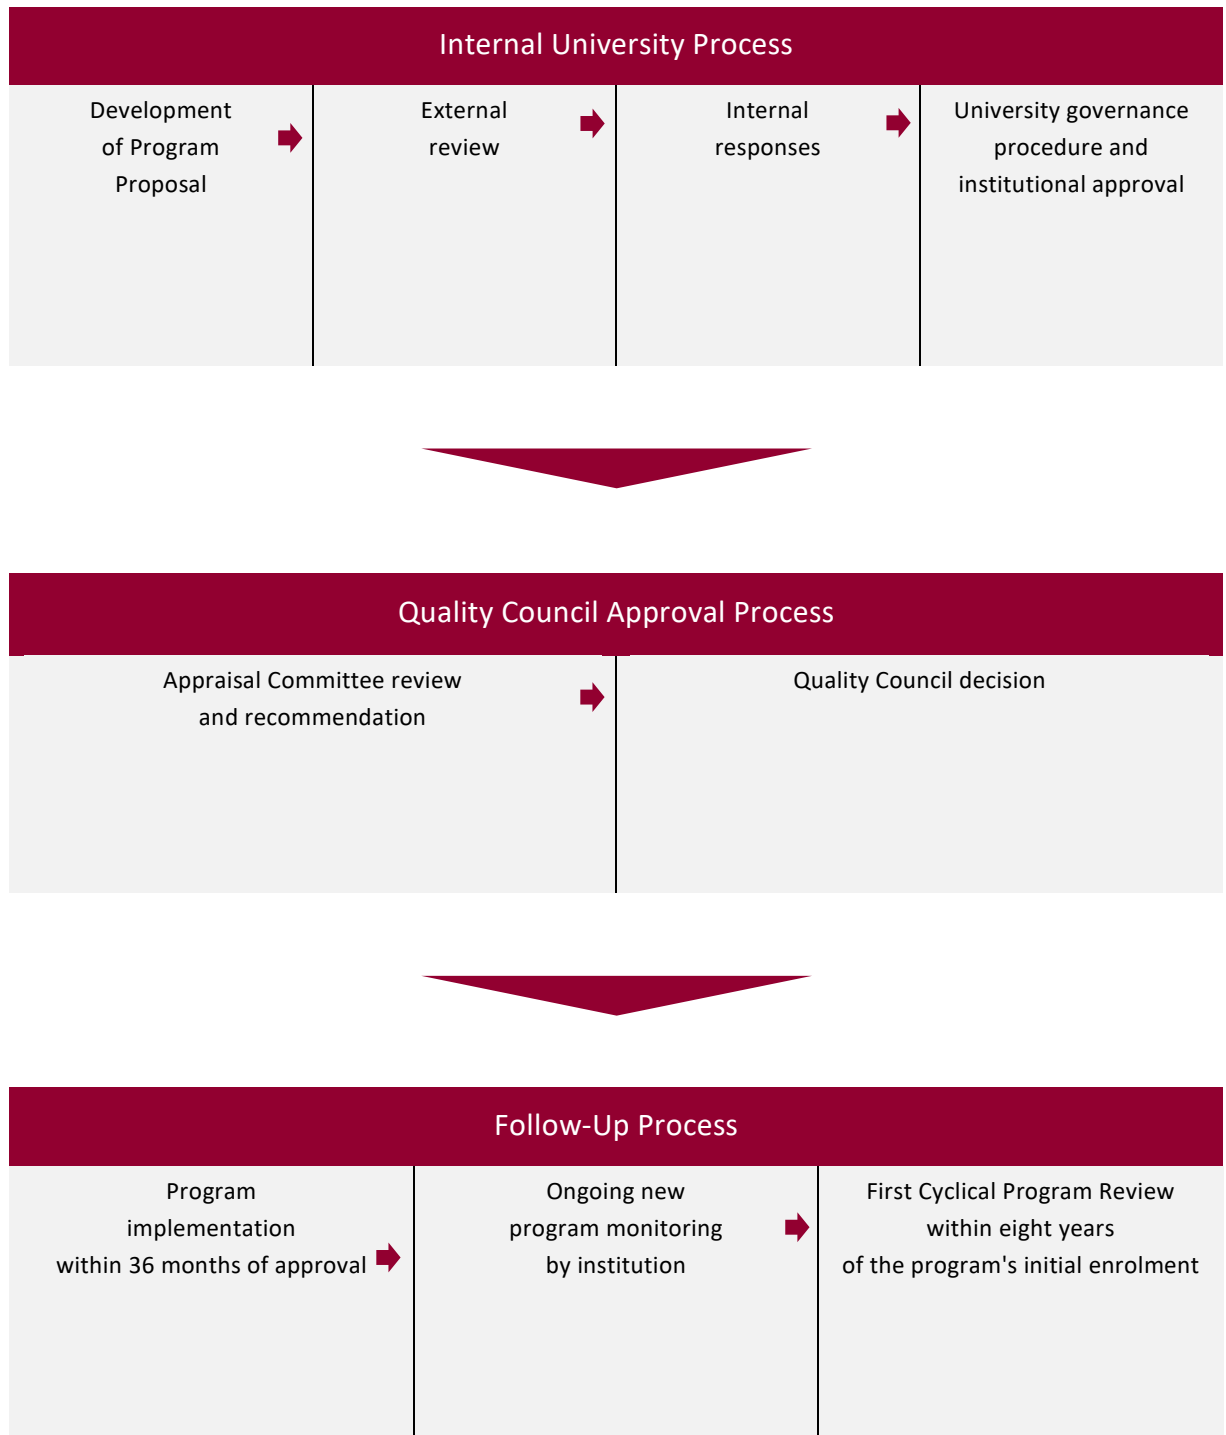 Internal University Process
Development
of Program
Proposal
External
review
Internal
responses
University governance
procedure and
institutional approval
Quality Council Approval Process
Appraisal Committee review
and recommendation
Quality Council decision
Follow-Up Process
Program
implementation
within 36 months of approval
Ongoing new
program monitoring
by institution
First Cyclical Program Review
within eight years
of the program's initial enrolment